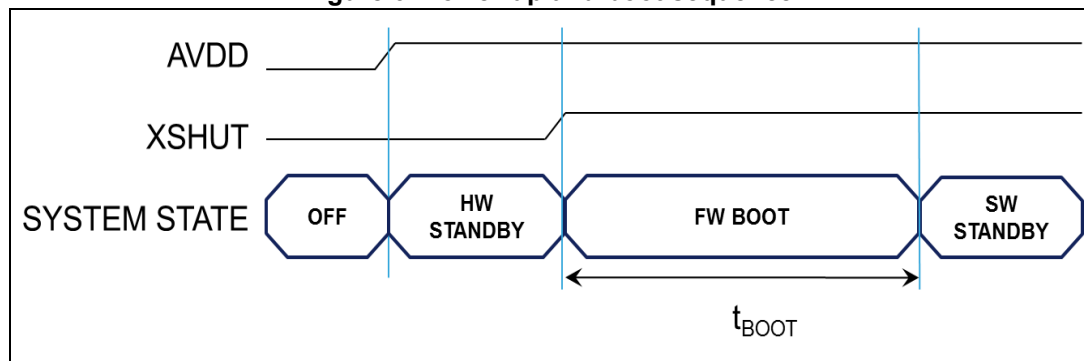 AVDD
XSHUT
SYSTEM STATE
OFF
HW
STANDBY
FW BOOT
SW
STANDBY
tBOOT